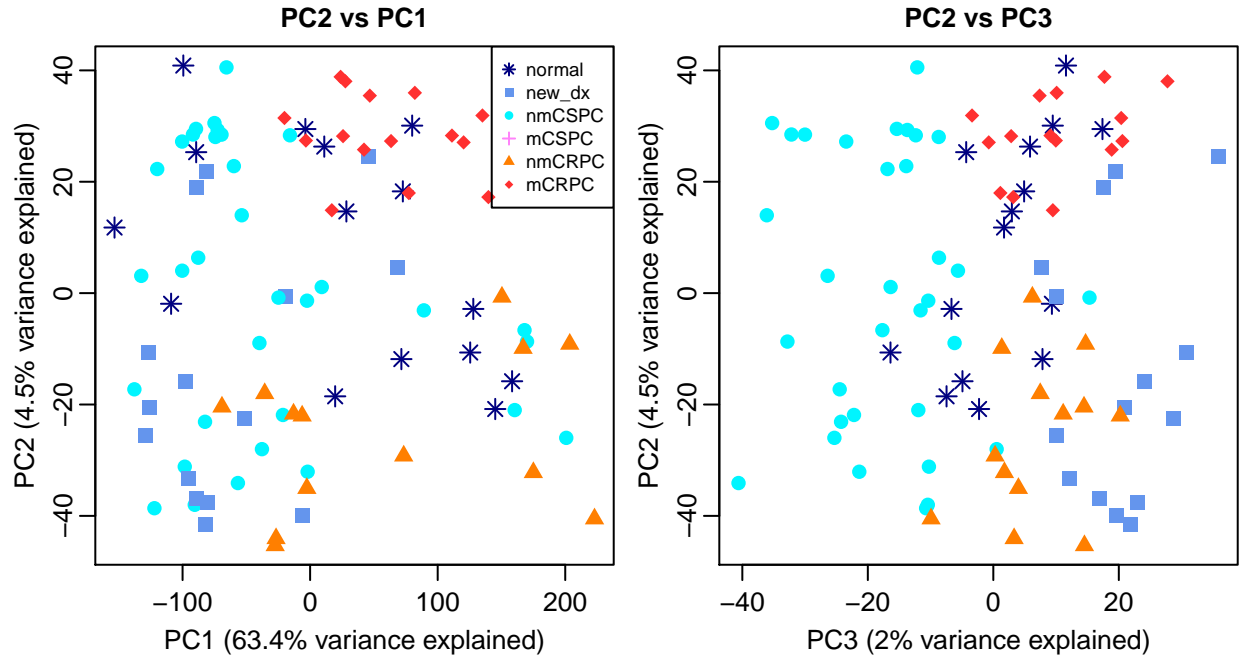 PC2 vs PC1
PC2 vs PC3
PC2 (4.5% variance explained)
40
20
0
−20
−40
normal
new_dx
nmCSPC
mCSPC
nmCRPC
mCRPC
−100
0
100
200
PC1 (63.4% variance explained)
PC2 (4.5% variance explained)
40
20
0
−20
−40
−40
−20
0
20
PC3 (2% variance explained)